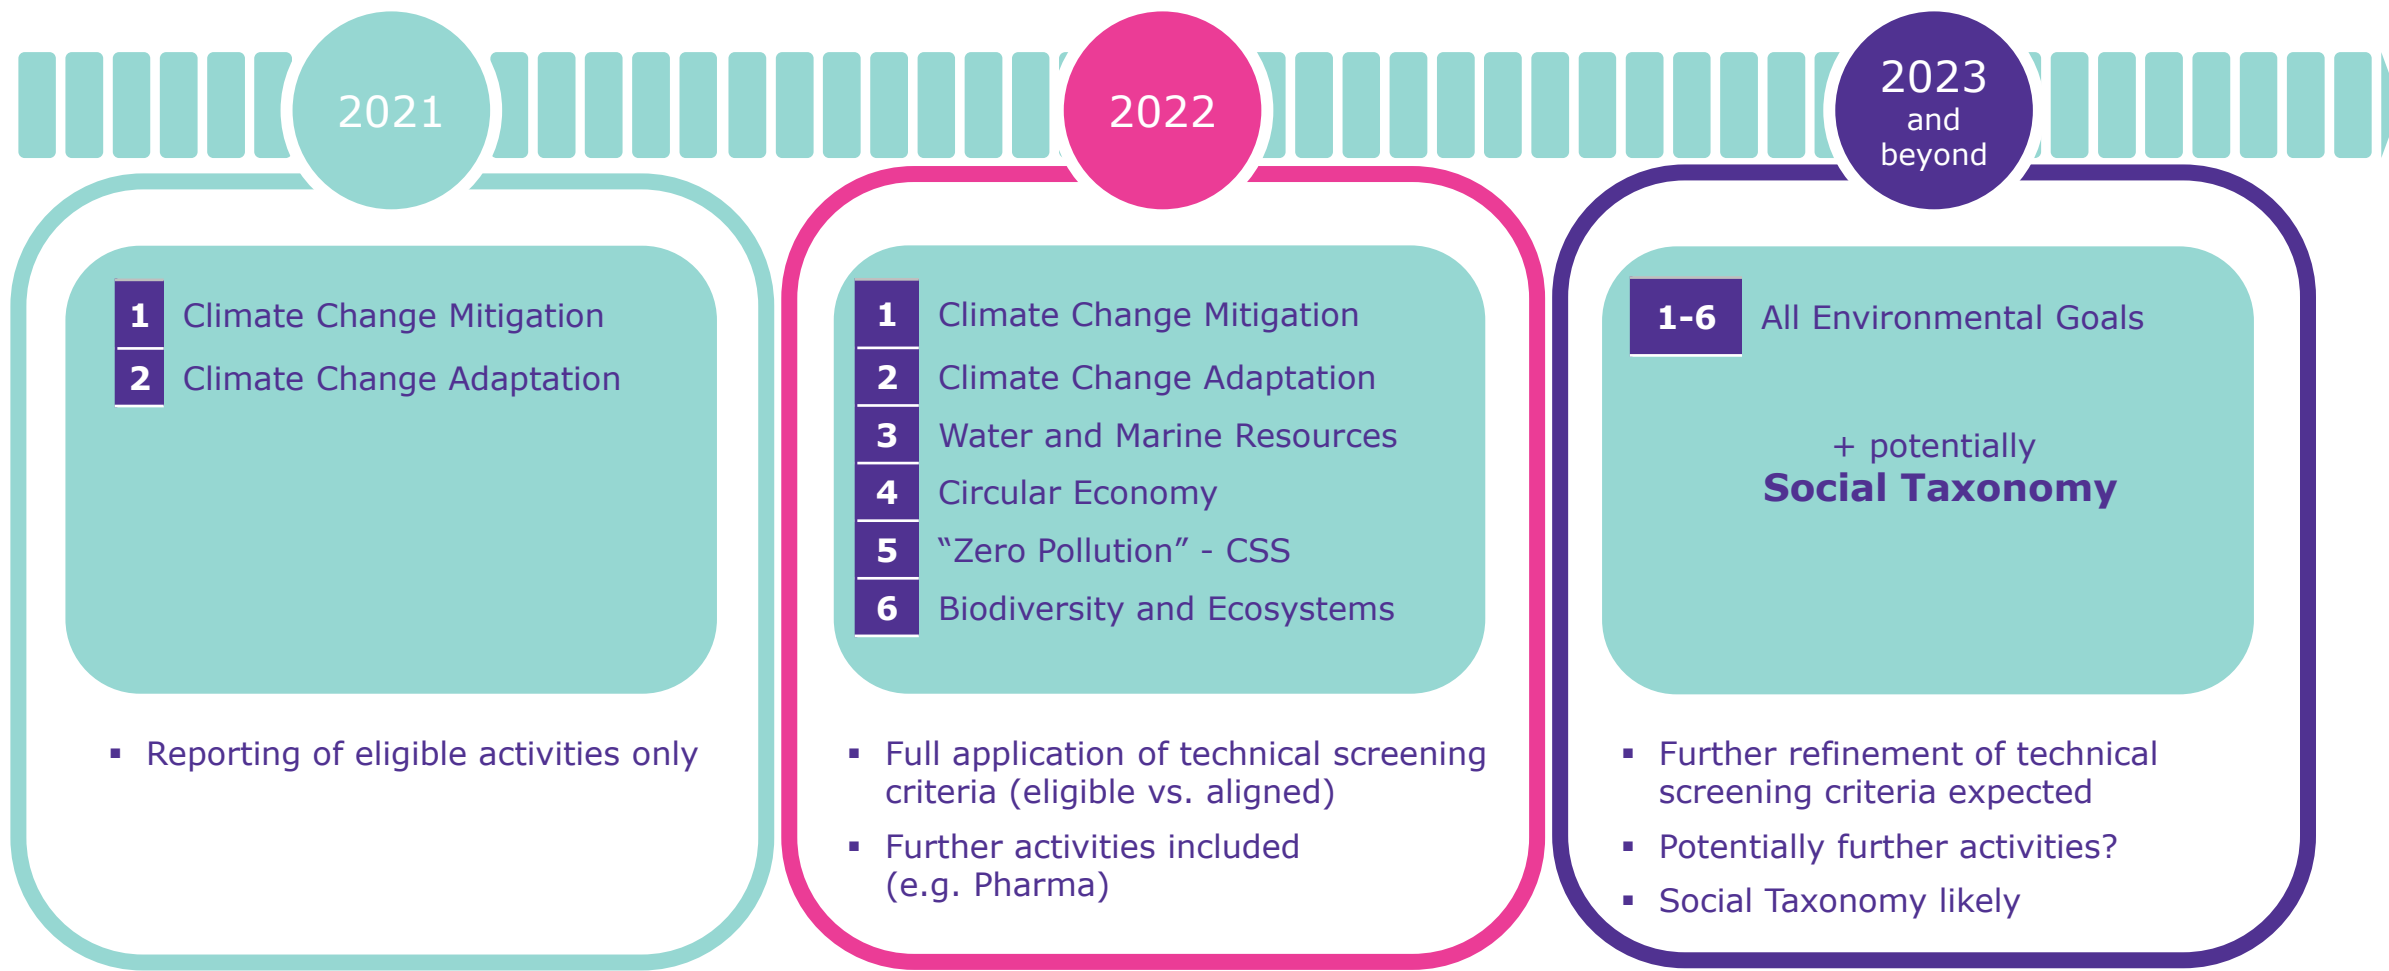 2021
1 Climate Change Mitigation
2 Climate Change Adaptation
▪ Reporting of eligible activities only
2022
1 Climate Change Mitigation
2 Climate Change Adaptation
3 Water and Marine Resources
4 Circular Economy
5 “Zero Pollution” - CSS
6 Biodiversity and Ecosystems
▪ Full application of technical screening
criteria (eligible vs. aligned)
▪ Further activities included
(e.g. Pharma)
2023
and
beyond
1-6 All Environmental Goals
+ potentially
Social Taxonomy
▪ Further refinement of technical
screening criteria expected
▪ Potentially further activities?
▪ Social Taxonomy likely